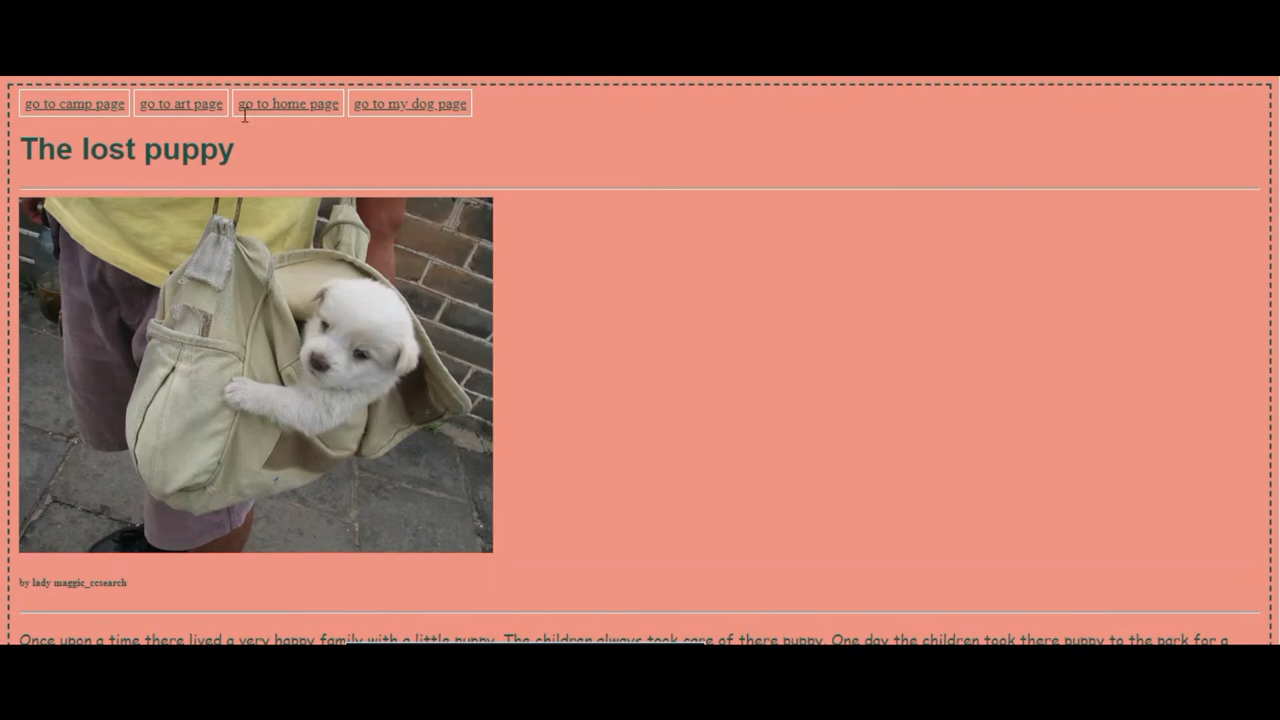 go to camp page go to art page go to home page go to my dog page
The lost puppy
by lady maggic_ccsearch
Once upon a time there lived a very happy family with a little puppy. The children always took care of there puppy. One day the children took there puppy to the park for a